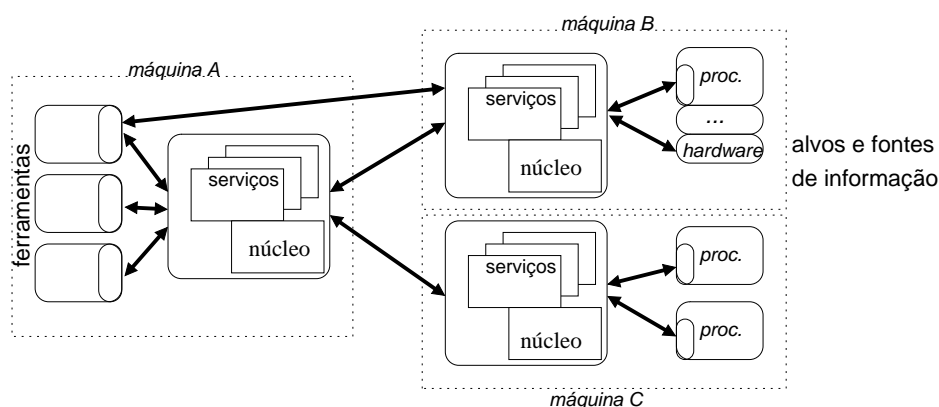 máquina A
ferramentas
serviços
núcleo
máquina B
serviços
núcleo
proc.
...
hardware
alvos e fontes
de informação
serviços
núcleo
proc.
proc.
máquina C